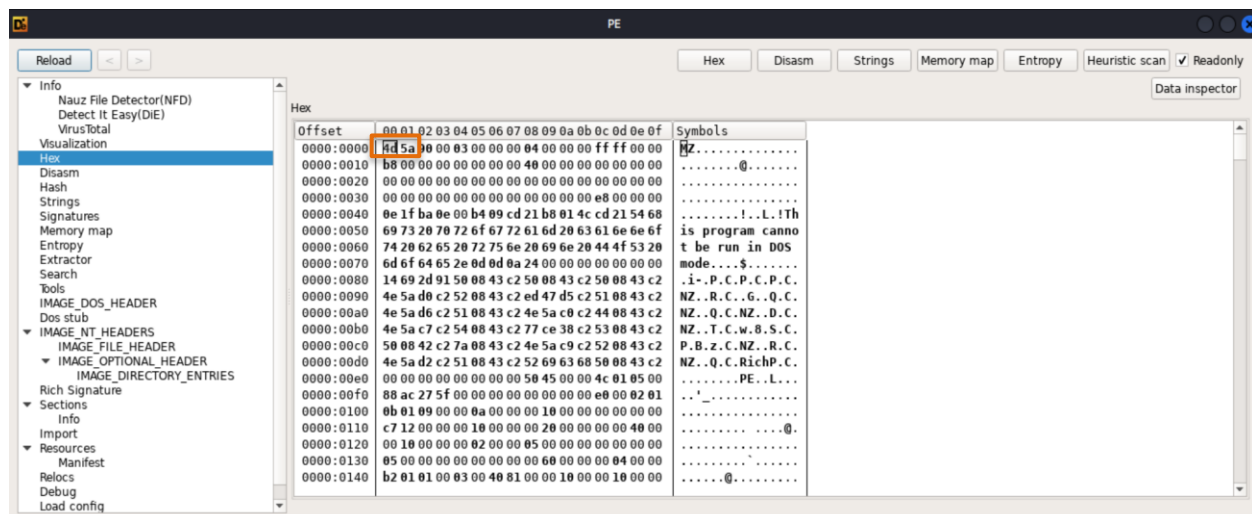 PE
Reload < > Hex Disasm Strings Memory map Entropy Heuristic scan Readonly
Data inspector
Info
Nauz File Detector(NFD)
Detect It Easy(DiE)
VirusTotal
Visualization
Hex
Disasm
Hash
Strings
Signatures
Memory map
Entropy
Extractor
Search
Tools
IMAGE_DOS_HEADER
Dos stub
IMAGE_NT_HEADERS
IMAGE_FILE_HEADER
IMAGE_OPTIONAL_HEADER
IMAGE_DIRECTORY_ENTRIES
Rich Signature
Sections
Info
Import
Resources
Manifest
Relocs
Debug
Load config
Hex
Offset 00 01 02 03 04 05 06 07 08 09 0a 0b 0c 0d 0e 0f Symbols
0000:0000 4d 5a 90 00 03 00 00 00 04 00 00 00 ff ff 00 00 MZ..............
0000:0010 b8 00 00 00 00 00 00 00 40 00 00 00 00 00 00 00 ........@.......
0000:0020 00 00 00 00 00 00 00 00 00 00 00 00 00 00 00 00 ................
0000:0030 00 00 00 00 00 00 00 00 00 00 00 00 e8 00 00 00 ................
0000:0040 0e 1f ba 0e 00 b4 09 cd 21 b8 01 4c cd 21 54 68 ........!..L.!Th
0000:0050 69 73 20 70 72 6f 67 72 61 6d 20 63 61 6e 6e 6f is program canno
0000:0060 74 20 62 65 20 72 75 6e 20 69 6e 20 44 4f 53 20 t be run in DOS
0000:0070 6d 6f 64 65 2e 0d 0d 0a 24 00 00 00 00 00 00 00 mode....$.......
0000:0080 14 69 2d 91 50 08 43 c2 50 08 43 c2 50 08 43 c2 .i-.P.C.P.C.P.C.
0000:0090 4e 5a d0 c2 52 08 43 c2 ed 47 d5 c2 51 08 43 c2 NZ..R.C..G..Q.C.
0000:00a0 4e 5a d6 c2 51 08 43 c2 4e 5a c0 c2 44 08 43 c2 NZ..Q.C.NZ..D.C.
0000:00b0 4e 5a c7 c2 54 08 43 c2 77 ce 38 c2 53 08 43 c2 NZ..T.C.w.8.S.C.
0000:00c0 50 08 42 c2 7a 08 43 c2 4e 5a c9 c2 52 08 43 c2 P.B.z.C.NZ..R.C.
0000:00d0 4e 5a d2 c2 51 08 43 c2 52 69 63 68 50 08 43 c2 NZ..Q.C.RichP.C.
0000:00e0 00 00 00 00 00 00 00 00 50 45 00 00 4c 01 05 00 ........PE..L...
0000:00f0 88 ac 27 5f 00 00 00 00 00 00 00 00 e0 00 02 01 ..'_............
0000:0100 0b 01 09 00 00 0a 00 00 00 10 00 00 00 00 00 00 ................
0000:0110 c7 12 00 00 00 10 00 00 00 20 00 00 00 00 40 00 ......... ....@.
0000:0120 00 10 00 00 00 02 00 00 05 00 00 00 00 00 00 00 ................
0000:0130 05 00 00 00 00 00 00 00 00 60 00 00 00 04 00 00 .........`......
0000:0140 b2 01 01 00 03 00 40 81 00 00 10 00 00 10 00 00 ......@.........